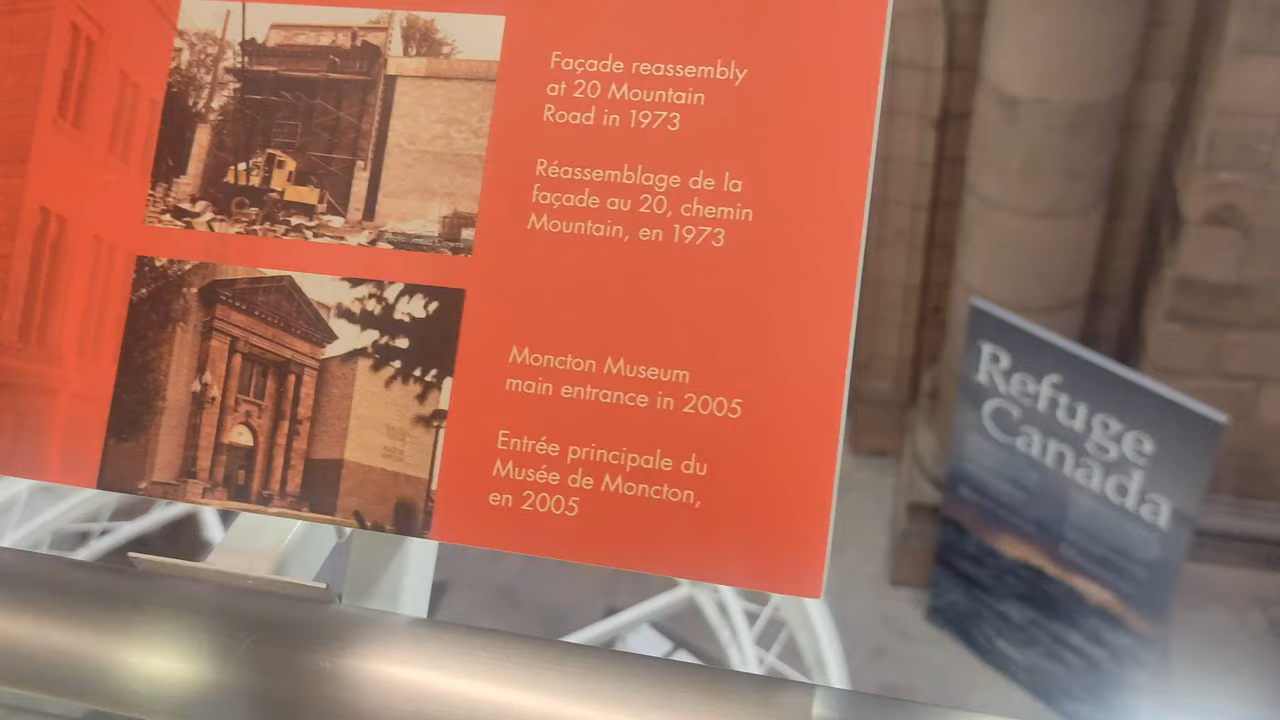 Façade reassembly
at 20 Mountain
Road in 1973
Réassemblage de la
façade au 20, chemin
Mountain, en 1973
Moncton Museum
main entrance in 2005
Entrée principale du
Musée de Moncton,
en 2005
Refuge
Canada